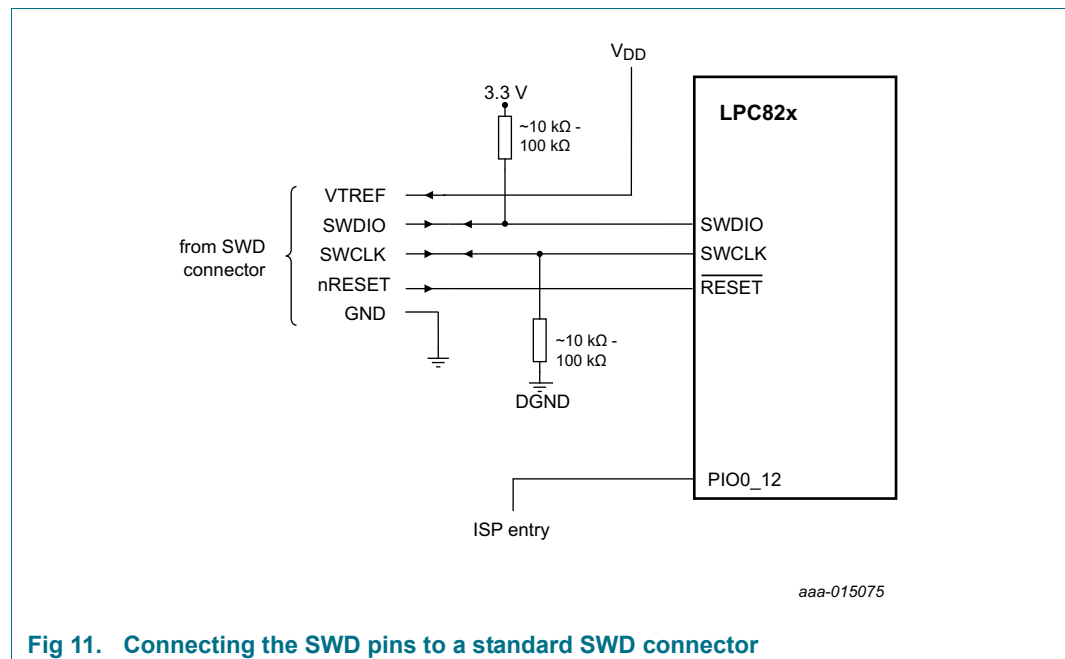 VDD
3.3 V
~10 kΩ -
100 kΩ
LPC82x
VTREF
SWDIO
SWDIO
from SWD
connector
SWCLK
SWCLK
nRESET
RESET
GND
~10 kΩ -
100 kΩ
DGND
PIO0_12
ISP entry
aaa-015075
Fig 11. Connecting the SWD pins to a standard SWD connector